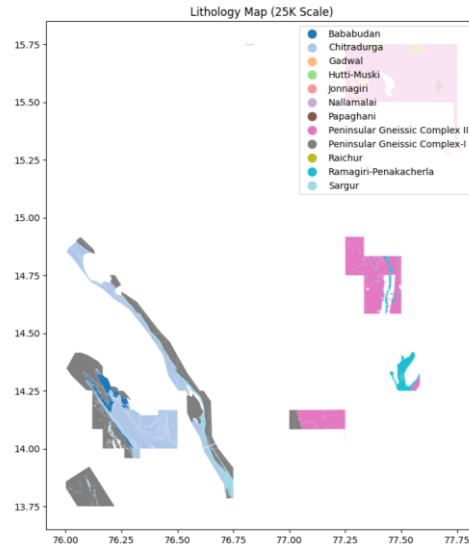 Lithology Map (25K Scale)
15.75
15.50
15.25
15.00
14.75
14.50
14.25
14.00
13.75
Bababudan
Chitradurga
Gadwal
Hutti-Muski
Jonnagiri
Nallamalai
Papaghani
Peninsular Gneissic Complex II
Peninsular Gneissic Complex-I
Raichur
Ramagiri-Penakacherla
Sargur
76.00 76.25 76.50 76.75 77.00 77.25 77.50 77.75